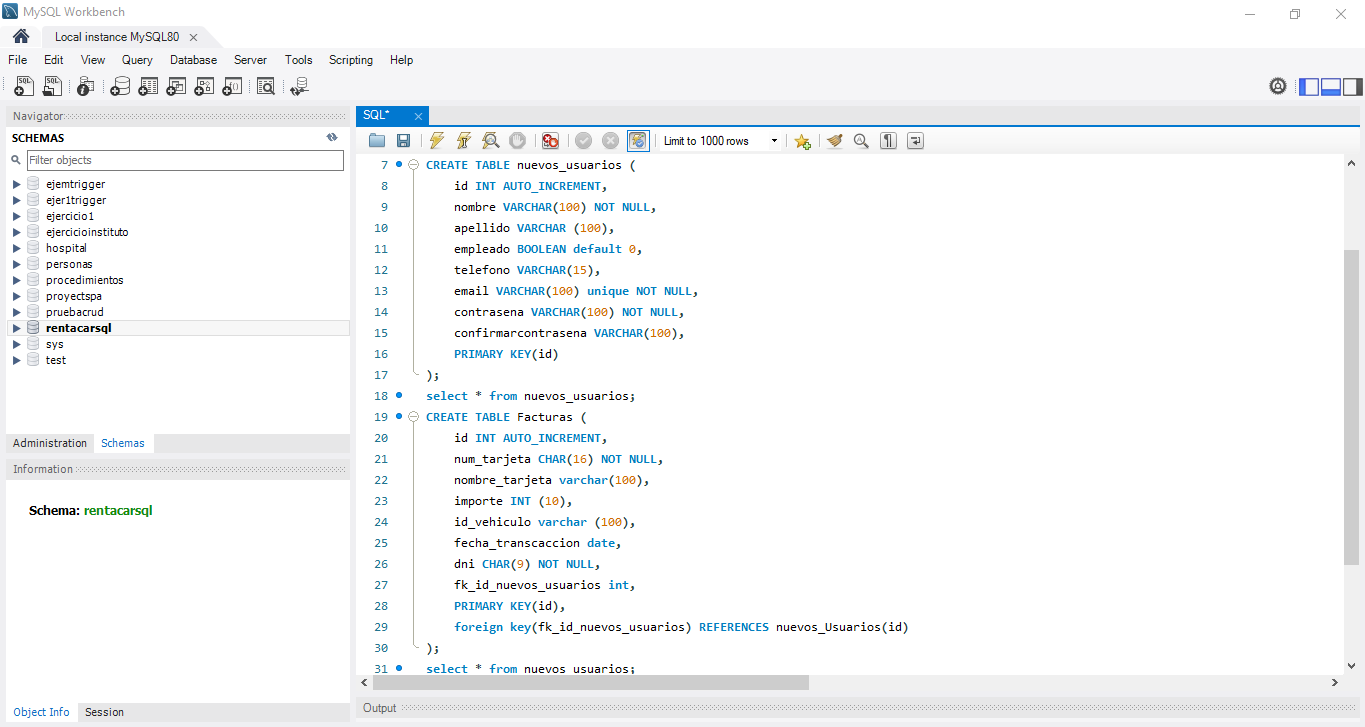 MySQL Workbench
Local instance MySQL80
File Edit View Query Database Server Tools Scripting Help
Navigator
SCHEMAS
Filter objects
ejemtrigger
ejer1trigger
ejercicio1
ejercicioinstituto
hospital
personas
procedimientos
proyectspa
pruebacrud
rentacarsql
sys
test
Administration Schemas
Information
Schema: rentacarsql
Object Info Session
SQL*
Limit to 1000 rows
7 CREATE TABLE nuevos_usuarios (
8 id INT AUTO_INCREMENT,
9 nombre VARCHAR(100) NOT NULL,
10 apellido VARCHAR (100),
11 empleado BOOLEAN default 0,
12 telefono VARCHAR(15),
13 email VARCHAR(100) unique NOT NULL,
14 contrasena VARCHAR(100) NOT NULL,
15 confirmarcontrasena VARCHAR(100),
16 PRIMARY KEY(id)
17 );
18 select * from nuevos_usuarios;
19 CREATE TABLE Facturas (
20 id INT AUTO_INCREMENT,
21 num_tarjeta CHAR(16) NOT NULL,
22 nombre_tarjeta varchar(100),
23 importe INT (10),
24 id_vehiculo varchar (100),
25 fecha_transcaccion date,
26 dni CHAR(9) NOT NULL,
27 fk_id_nuevos_usuarios int,
28 PRIMARY KEY(id),
29 foreign key(fk_id_nuevos_usuarios) REFERENCES nuevos_Usuarios(id)
30 );
31 select * from nuevos_usuarios;
Output